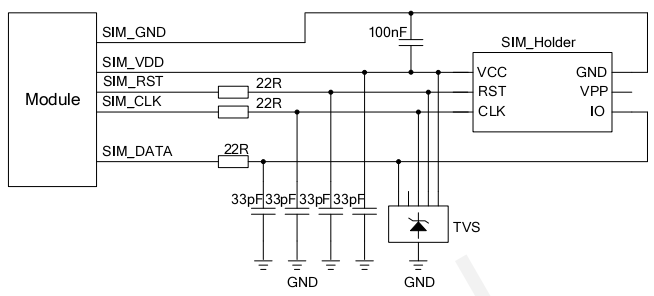 SIM_GND
100nF
SIM_Holder
SIM_VDD
VCC
GND
SIM_RST
22R
RST
VPP
Module
SIM_CLK
22R
CLK
IO
SIM_DATA
22R
33pF 33pF 33pF 33pF
TVS
GND
GND